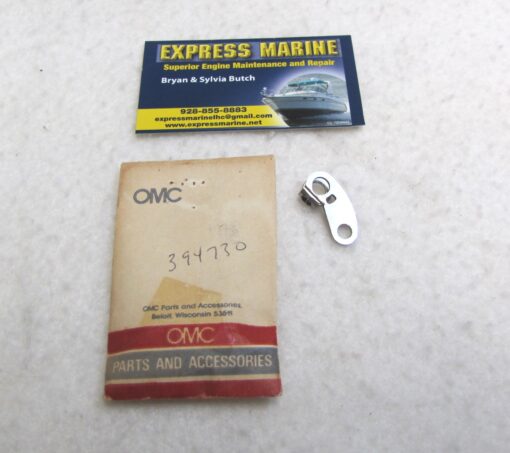 EXPRESS MARINE
Superior Engine Maintenance and Repair
Bryan & Sylvia Butch
928-855-8883
expressmarinelhc@gmail.com
www.expressmarine.net
OMC
394730
OMC Parts and Accessories
Beloit, Wisconsin 53511
OMC
PARTS AND ACCESSORIES